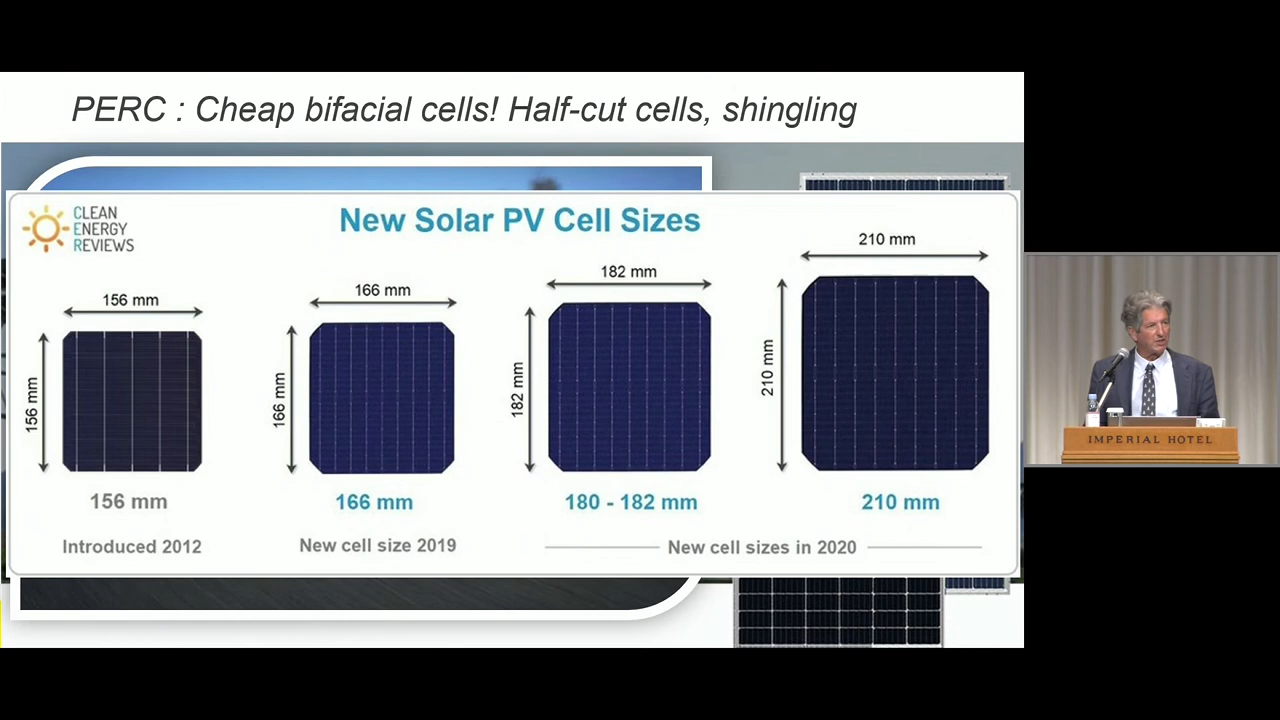 PERC : Cheap bifacial cells! Half-cut cells, shingling
CLEAN
ENERGY
REVIEWS
New Solar PV Cell Sizes
156 mm
156 mm
156 mm
Introduced 2012
166 mm
166 mm
166 mm
New cell size 2019
182 mm
182 mm
180 - 182 mm
210 mm
210 mm
210 mm
New cell sizes in 2020
IMPERIAL HOTEL